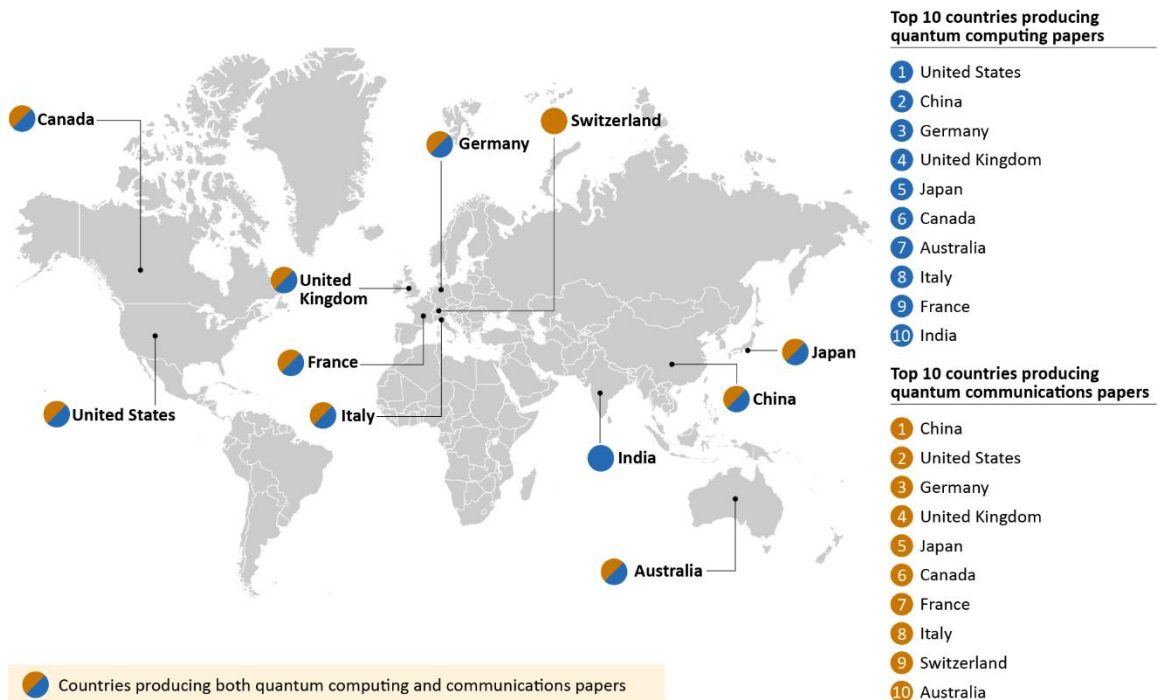 Canada
Germany
Switzerland
United
Kingdom
France
Italy
United States
Japan
China
India
Australia
Countries producing both quantum computing and communications papers
Top 10 countries producing
quantum computing papers
1 United States
2 China
3 Germany
4 United Kingdom
5 Japan
6 Canada
7 Australia
8 Italy
9 France
10 India
Top 10 countries producing
quantum communications papers
1 China
2 United States
3 Germany
4 United Kingdom
5 Japan
6 Canada
7 France
8 Italy
9 Switzerland
10 Australia